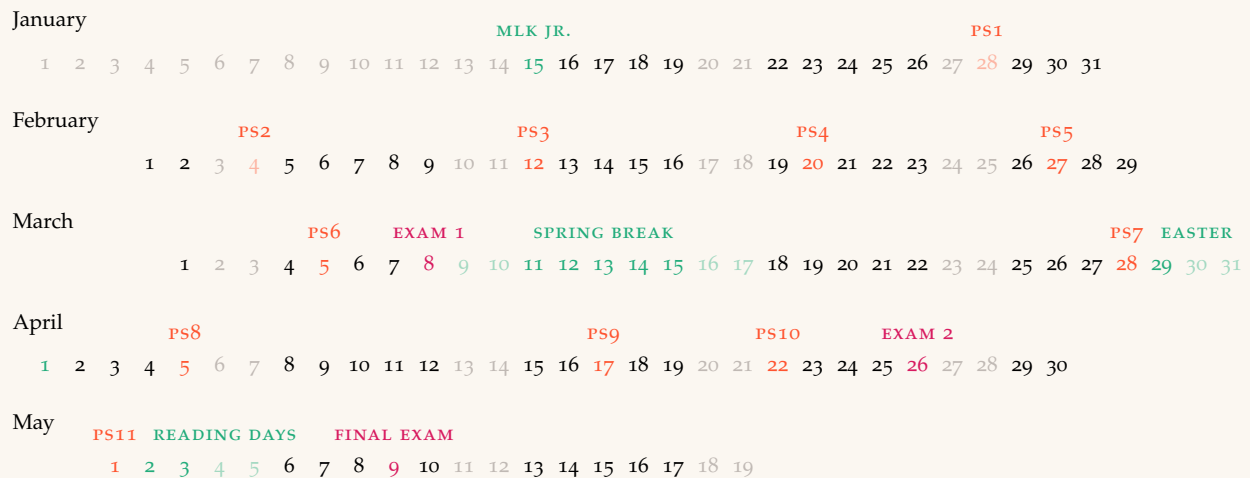 January
MLK JR. PS1
1 2 3 4 5 6 7 8 9 10 11 12 13 14 15 16 17 18 19 20 21 22 23 24 25 26 27 28 29 30 31
February
PS2 PS3 PS4 PS5
1 2 3 4 5 6 7 8 9 10 11 12 13 14 15 16 17 18 19 20 21 22 23 24 25 26 27 28 29
March
PS6 EXAM 1 SPRING BREAK PS7 EASTER
1 2 3 4 5 6 7 8 9 10 11 12 13 14 15 16 17 18 19 20 21 22 23 24 25 26 27 28 29 30 31
April
PS8 PS9 PS10 EXAM 2
1 2 3 4 5 6 7 8 9 10 11 12 13 14 15 16 17 18 19 20 21 22 23 24 25 26 27 28 29 30
May
PS11 READING DAYS FINAL EXAM
1 2 3 4 5 6 7 8 9 10 11 12 13 14 15 16 17 18 19